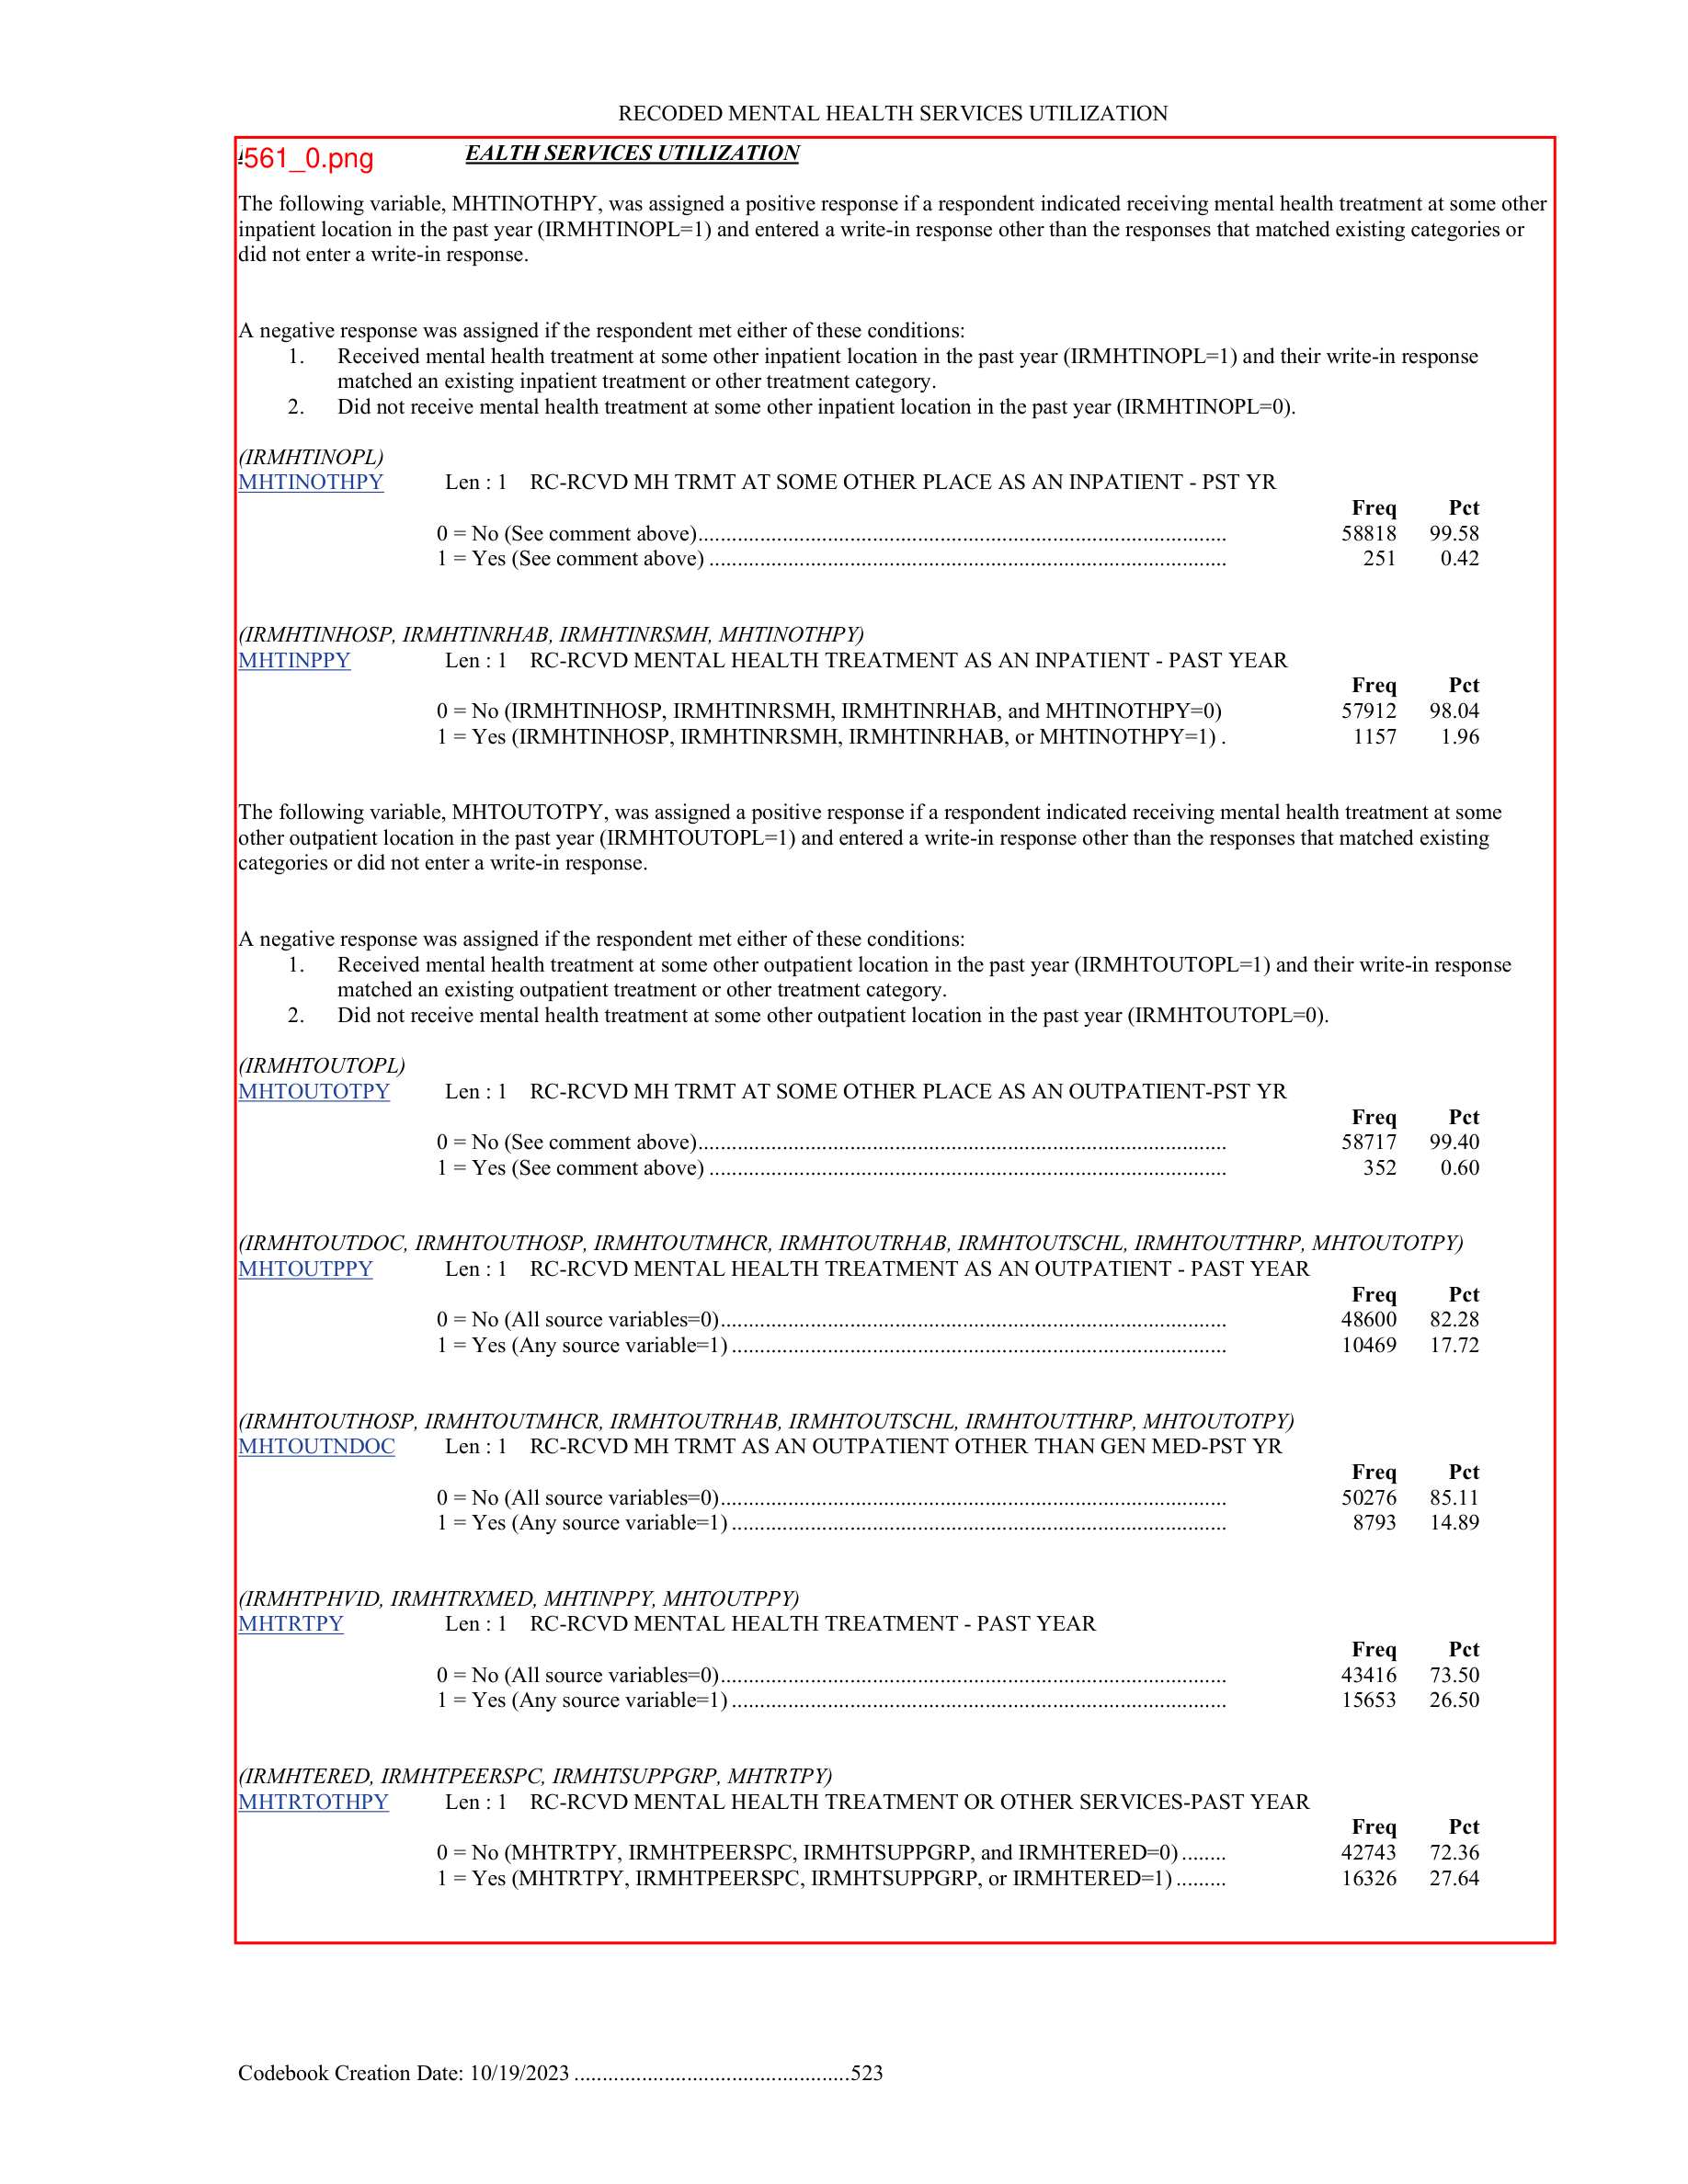 RECODED MENTAL HEALTH SERVICES UTILIZATION
561_0.png EALTH SERVICES UTILIZATION
The following variable, MHTINOTHPY, was assigned a positive response if a respondent indicated receiving mental health treatment at some other
inpatient location in the past year (IRMHTINOPL=1) and entered a write-in response other than the responses that matched existing categories or
did not enter a write-in response.
A negative response was assigned if the respondent met either of these conditions:
1. Received mental health treatment at some other inpatient location in the past year (IRMHTINOPL=1) and their write-in response
matched an existing inpatient treatment or other treatment category.
2. Did not receive mental health treatment at some other inpatient location in the past year (IRMHTINOPL=0).
(IRMHTINOPL)
MHTINOTHPY Len : 1 RC-RCVD MH TRMT AT SOME OTHER PLACE AS AN INPATIENT - PST YR
Freq Pct
0 = No (See comment above).............................................................................................. 58818 99.58
1 = Yes (See comment above) ............................................................................................ 251 0.42
(IRMHTINHOSP, IRMHTINRHAB, IRMHTINRSMH, MHTINOTHPY)
MHTINPPY Len : 1 RC-RCVD MENTAL HEALTH TREATMENT AS AN INPATIENT - PAST YEAR
Freq Pct
0 = No (IRMHTINHOSP, IRMHTINRSMH, IRMHTINRHAB, and MHTINOTHPY=0) 57912 98.04
1 = Yes (IRMHTINHOSP, IRMHTINRSMH, IRMHTINRHAB, or MHTINOTHPY=1) . 1157 1.96
The following variable, MHTOUTOTPY, was assigned a positive response if a respondent indicated receiving mental health treatment at some
other outpatient location in the past year (IRMHTOUTOPL=1) and entered a write-in response other than the responses that matched existing
categories or did not enter a write-in response.
A negative response was assigned if the respondent met either of these conditions:
1. Received mental health treatment at some other outpatient location in the past year (IRMHTOUTOPL=1) and their write-in response
matched an existing outpatient treatment or other treatment category.
2. Did not receive mental health treatment at some other outpatient location in the past year (IRMHTOUTOPL=0).
(IRMHTOUTOPL)
MHTOUTOTPY Len : 1 RC-RCVD MH TRMT AT SOME OTHER PLACE AS AN OUTPATIENT-PST YR
Freq Pct
0 = No (See comment above).............................................................................................. 58717 99.40
1 = Yes (See comment above) ............................................................................................ 352 0.60
(IRMHTOUTDOC, IRMHTOUTHOSP, IRMHTOUTMHCR, IRMHTOUTRHAB, IRMHTOUTSCHL, IRMHTOUTTHRP, MHTOUTOTPY)
MHTOUTPPY Len : 1 RC-RCVD MENTAL HEALTH TREATMENT AS AN OUTPATIENT - PAST YEAR
Freq Pct
0 = No (All source variables=0).......................................................................................... 48600 82.28
1 = Yes (Any source variable=1) ........................................................................................ 10469 17.72
(IRMHTOUTHOSP, IRMHTOUTMHCR, IRMHTOUTRHAB, IRMHTOUTSCHL, IRMHTOUTTHRP, MHTOUTOTPY)
MHTOUTNDOC Len : 1 RC-RCVD MH TRMT AS AN OUTPATIENT OTHER THAN GEN MED-PST YR
Freq Pct
0 = No (All source variables=0).......................................................................................... 50276 85.11
1 = Yes (Any source variable=1) ........................................................................................ 8793 14.89
(IRMHTPHVID, IRMHTRXMED, MHTINPPY, MHTOUTPPY)
MHTRTPY Len : 1 RC-RCVD MENTAL HEALTH TREATMENT - PAST YEAR
Freq Pct
0 = No (All source variables=0).......................................................................................... 43416 73.50
1 = Yes (Any source variable=1) ........................................................................................ 15653 26.50
(IRMHTERED, IRMHTPEERSPC, IRMHTSUPPGRP, MHTRTPY)
MHTRTOTHPY Len : 1 RC-RCVD MENTAL HEALTH TREATMENT OR OTHER SERVICES-PAST YEAR
Freq Pct
0 = No (MHTRTPY, IRMHTPEERSPC, IRMHTSUPPGRP, and IRMHTERED=0)........ 42743 72.36
1 = Yes (MHTRTPY, IRMHTPEERSPC, IRMHTSUPPGRP, or IRMHTERED=1) ......... 16326 27.64
Codebook Creation Date: 10/19/2023 .................................................523